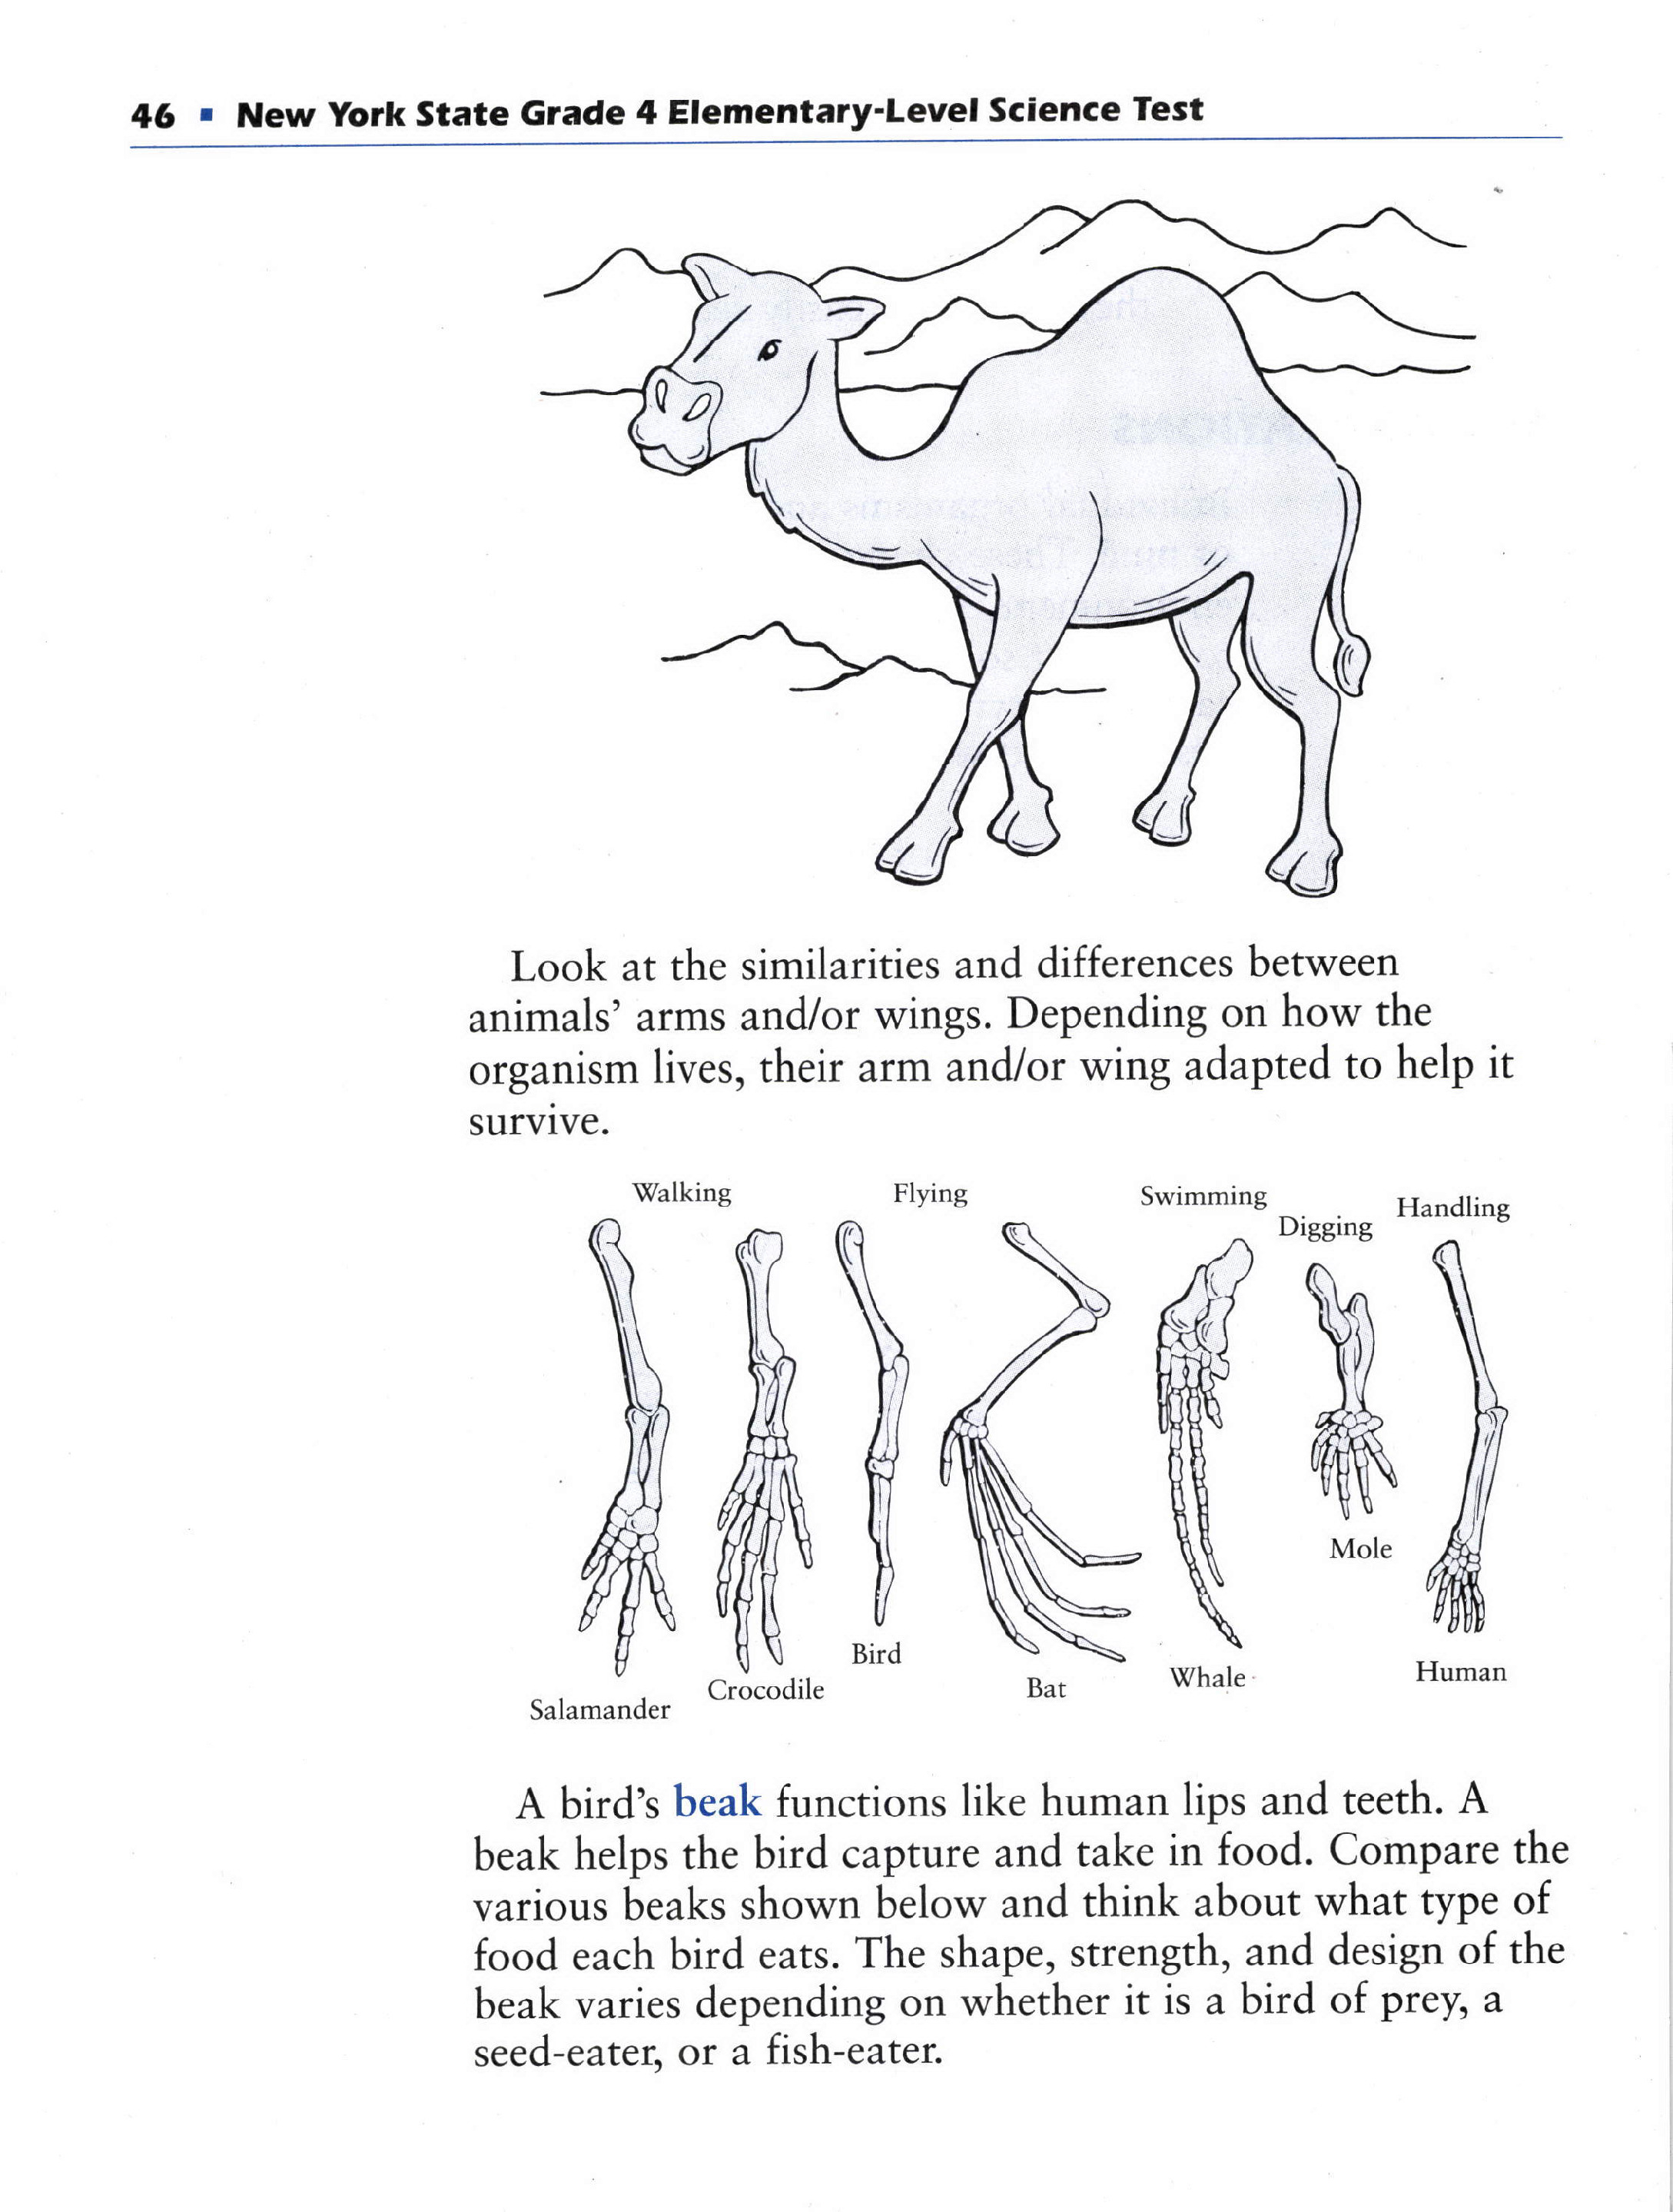 46 ▪ New York State Grade 4 Elementary-Level Science Test
Look at the similarities and differences between
animals’ arms and/or wings. Depending on how the
organism lives, their arm and/or wing adapted to help it
survive.
Walking
Flying
Swimming
Digging
Handling
Mole
Bird
Human
Whale
Bat
Crocodile
Salamander
A bird’s beak functions like human lips and teeth. A
beak helps the bird capture and take in food. Compare the
various beaks shown below and think about what type of
food each bird eats. The shape, strength, and design of the
beak varies depending on whether it is a bird of prey, a
seed-eater, or a fish-eater.